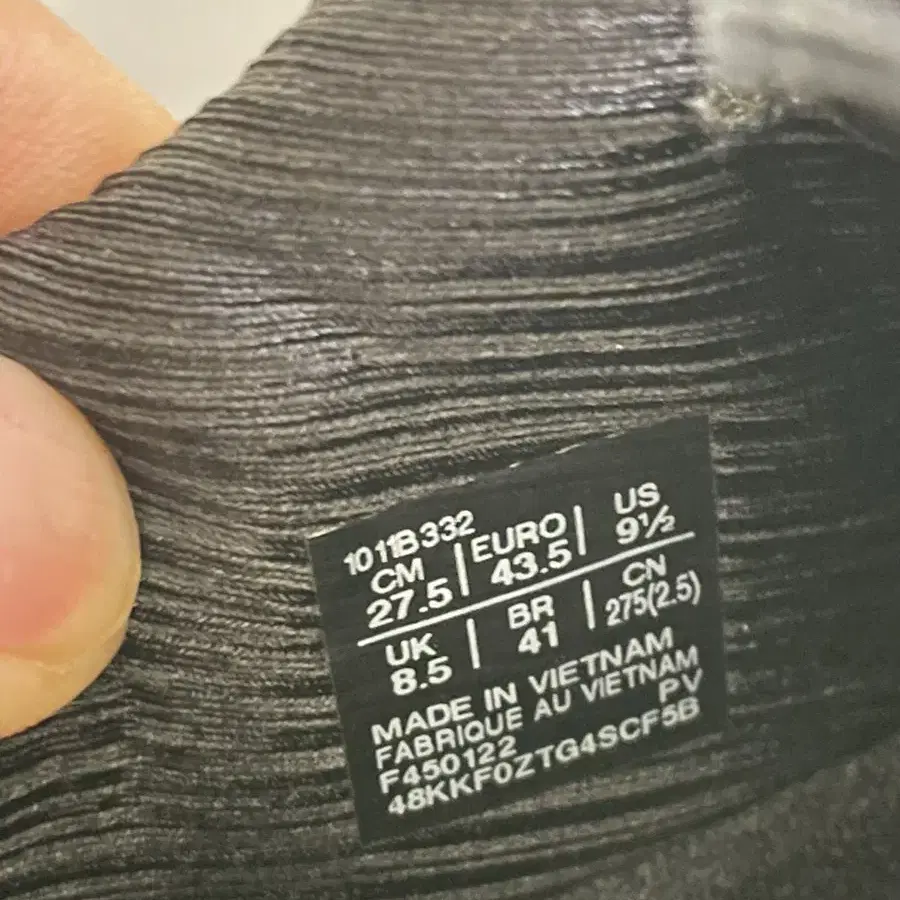 1011B332
CM | EURO | US
27.5 | 43.5 | 9½
UK | BR | CN
8.5 | 41 | 275(2.5)
MADE IN VIETNAM
FABRIQUE AU VIETNAM
PV
F450122
48KKF0ZTG4SCF5B